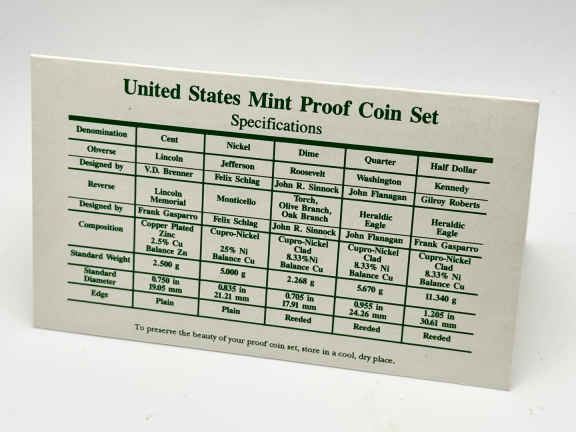 United States Mint Proof Coin Set
Specifications
Denomination Cent Nickel Dime Quarter Half Dollar
Obverse Lincoln Jefferson Roosevelt Washington Kennedy
Designed by V.D. Brenner Felix Schlag John R. Sinnock John Flanagan Gilroy Roberts
Reverse Lincoln Memorial Monticello Torch, Olive Branch, Oak Branch Heraldic Eagle Heraldic Eagle
Designed by Frank Gasparro Felix Schlag John R. Sinnock John Flanagan Frank Gasparro
Composition Copper Plated Zinc 2.5% Cu Balance Zn Cupro-Nickel 25% Ni Balance Cu Cupro-Nickel Clad 8.33%Ni Balance Cu Cupro-Nickel Clad 8.33% Ni Balance Cu Cupro-Nickel Clad 8.33% Ni Balance Cu
Standard Weight 2.500 g 5.000 g 2.268 g 5.670 g 11.340 g
Standard Diameter 0.750 in 19.05 mm 0.835 in 21.21 mm 0.705 in 17.91 mm 0.955 in 24.26 mm 1.205 in 30.61 mm
Edge Plain Plain Reeded Reeded Reeded
To preserve the beauty of your proof coin set, store in a cool, dry place.